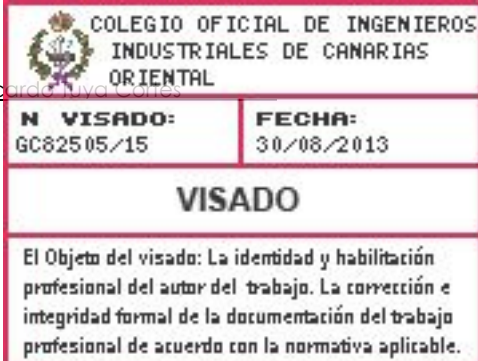 COLEGIO OFICIAL DE INGENIEROS
INDUSTRIALES DE CANARIAS
ORIENTAL
Cortés
N VISADO:
GC82505/15
FECHA:
30/08/2013
VISADO
El Objeto del visado: La identidad y habilitación
profesional del autor del trabajo. La corrección e
integridad formal de la documentación del trabajo
profesional de acuerdo con la normativa aplicable.